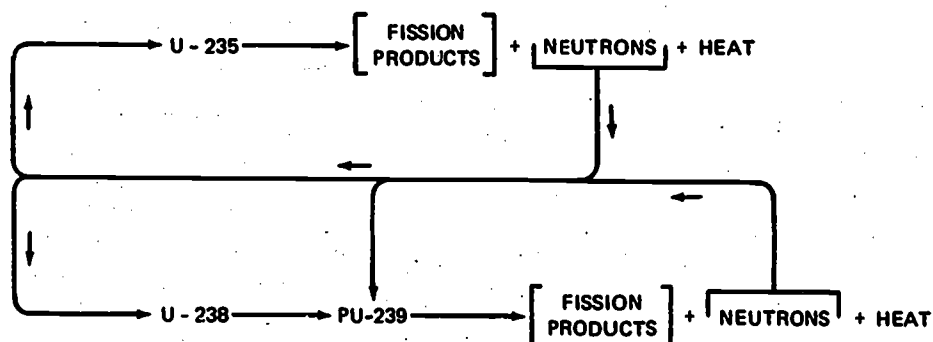 U - 235 [ FISSION PRODUCTS ] + NEUTRONS + HEAT
U - 238 PU-239 [ FISSION PRODUCTS ] + NEUTRONS + HEAT